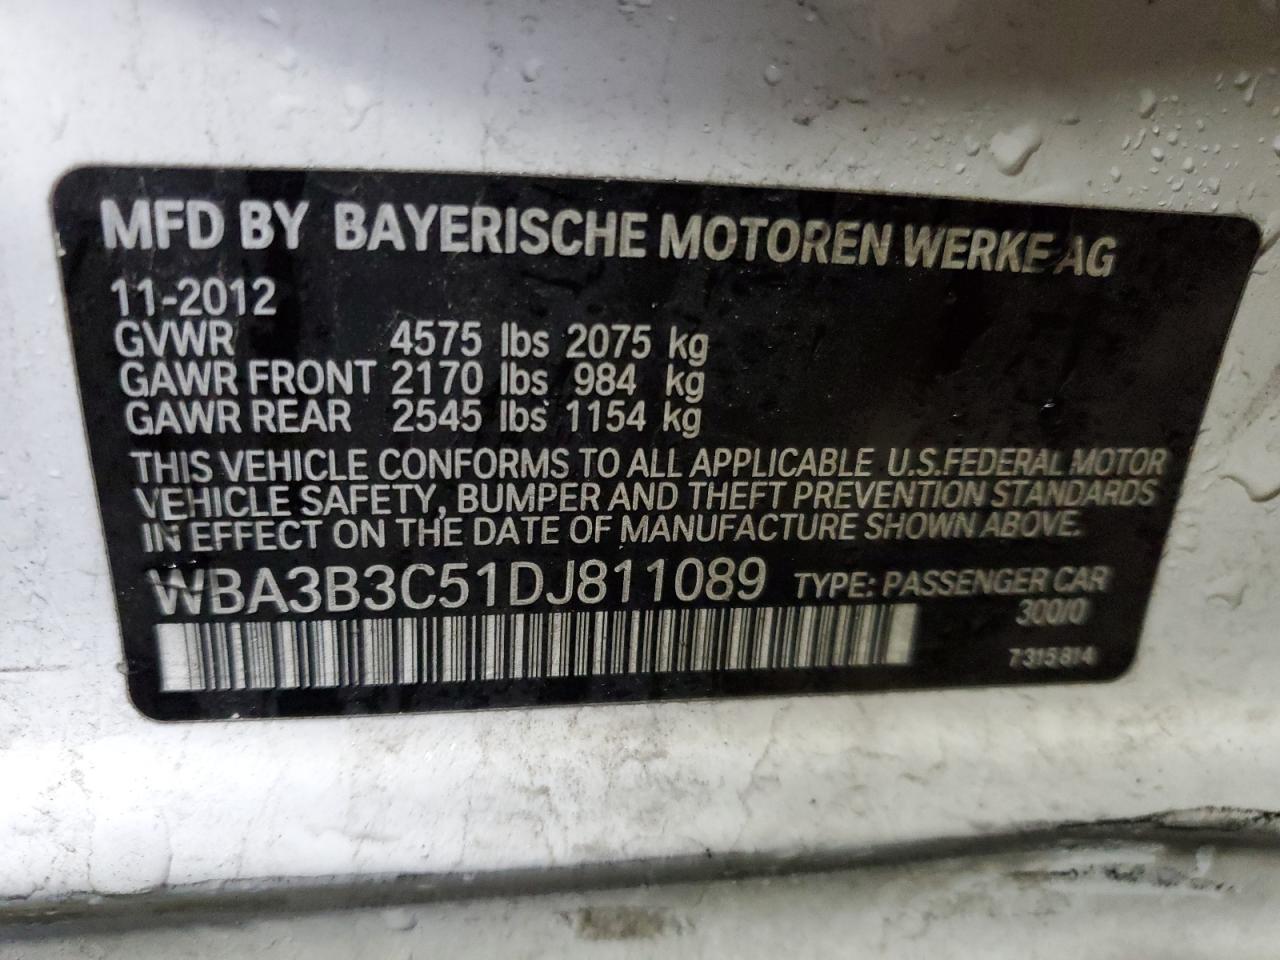 MFD BY BAYERISCHE MOTOREN WERKE AG
11-2012
GVWR 4575 lbs 2075 kg
GAWR FRONT 2170 lbs 984 kg
GAWR REAR 2545 lbs 1154 kg
THIS VEHICLE CONFORMS TO ALL APPLICABLE U.S.FEDERAL MOTOR
VEHICLE SAFETY, BUMPER AND THEFT PREVENTION STANDARDS
IN EFFECT ON THE DATE OF MANUFACTURE SHOWN ABOVE.
WBA3B3C51DJ811089 TYPE: PASSENGER CAR
300/0
7315814